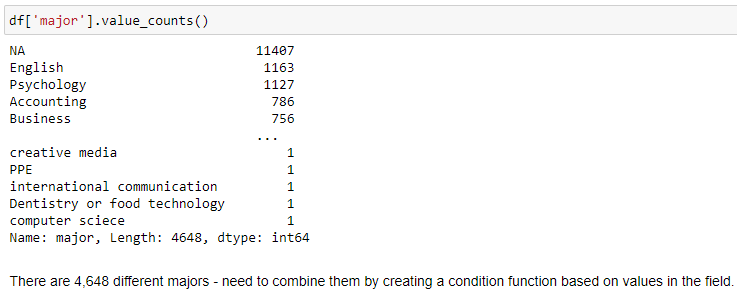 df['major'].value_counts()
NA 11407
English 1163
Psychology 1127
Accounting 786
Business 756
...
creative media 1
PPE 1
international communication 1
Dentistry or food technology 1
computer sciece 1
Name: major, Length: 4648, dtype: int64
There are 4,648 different majors - need to combine them by creating a condition function based on values in the field.